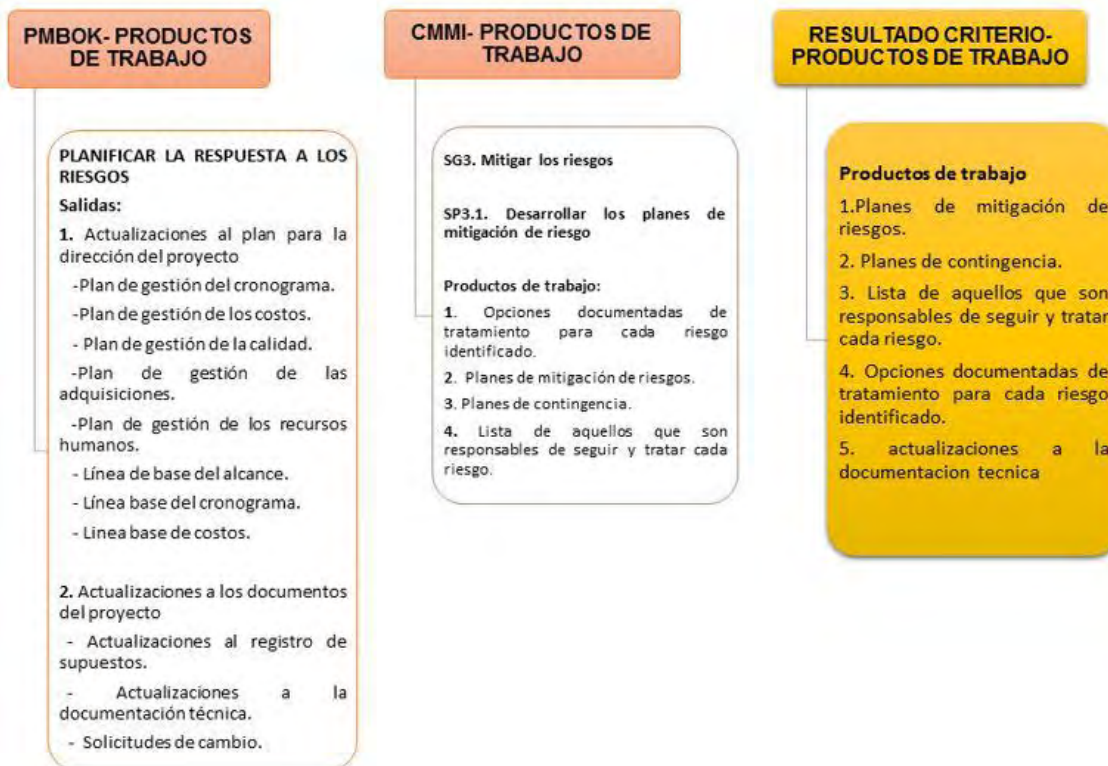 PMBOK- PRODUCTOS
DE TRABAJO
PLANIFICAR LA RESPUESTA A LOS
RIESGOS
Salidas:
1. Actualizaciones al plan para la
dirección del proyecto
-Plan de gestión del cronograma.
-Plan de gestión de los costos.
- Plan de gestión de la calidad.
-Plan de gestión de las
adquisiciones.
-Plan de gestión de los recursos
humanos.
- Línea de base del alcance.
- Línea base del cronograma.
- Linea base de costos.
2. Actualizaciones a los documentos
del proyecto
- Actualizaciones al registro de
supuestos.
- Actualizaciones a la
documentación técnica.
- Solicitudes de cambio.
CMMI- PRODUCTOS DE
TRABAJO
SG3. Mitigar los riesgos
SP3.1. Desarrollar los planes de
mitigación de riesgo
Productos de trabajo:
1. Opciones documentadas de
tratamiento para cada riesgo
identificado.
2. Planes de mitigación de riesgos.
3. Planes de contingencia.
4. Lista de aquellos que son
responsables de seguir y tratar cada
riesgo.
RESULTADO CRITERIO-
PRODUCTOS DE TRABAJO
Productos de trabajo
1.Planes de mitigación de
riesgos.
2. Planes de contingencia.
3. Lista de aquellos que son
responsables de seguir y tratar
cada riesgo.
4. Opciones documentadas de
tratamiento para cada riesgo
identificado.
5. actualizaciones a la
documentacion tecnica